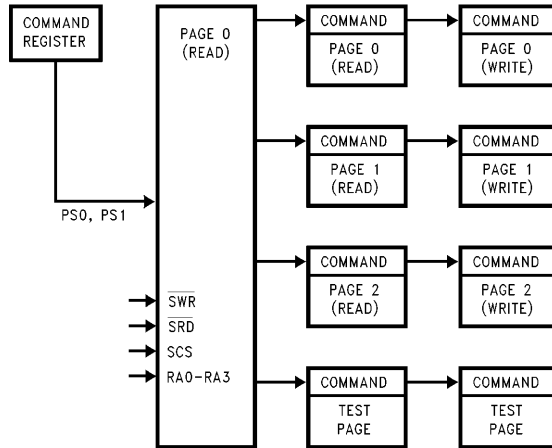 COMMAND
REGISTER
PS0, PS1
PAGE 0
(READ)
SWR
SRD
SCS
RA0-RA3
COMMAND
PAGE 0
(READ)
COMMAND
PAGE 0
(WRITE)
COMMAND
PAGE 1
(READ)
COMMAND
PAGE 1
(WRITE)
COMMAND
PAGE 2
(READ)
COMMAND
PAGE 2
(WRITE)
COMMAND
TEST
PAGE
COMMAND
TEST
PAGE